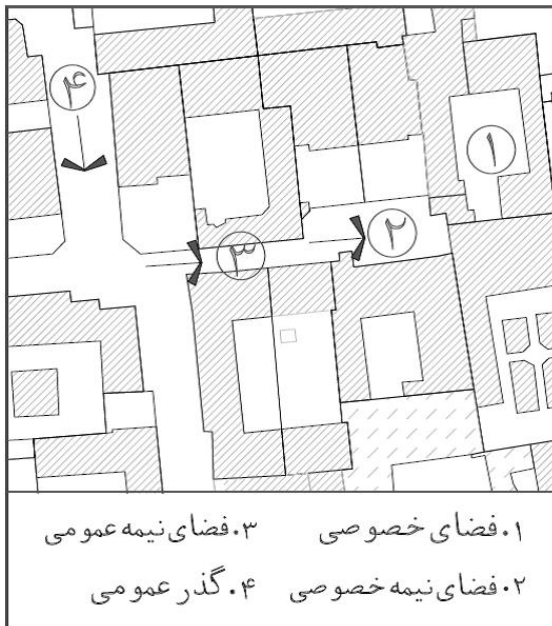 ۴
۱
۲
۳
۱.فضای خصوصی ۳.فضای نیمه عمومی
۲.فضای نیمه خصوصی ۴.گذر عمومی